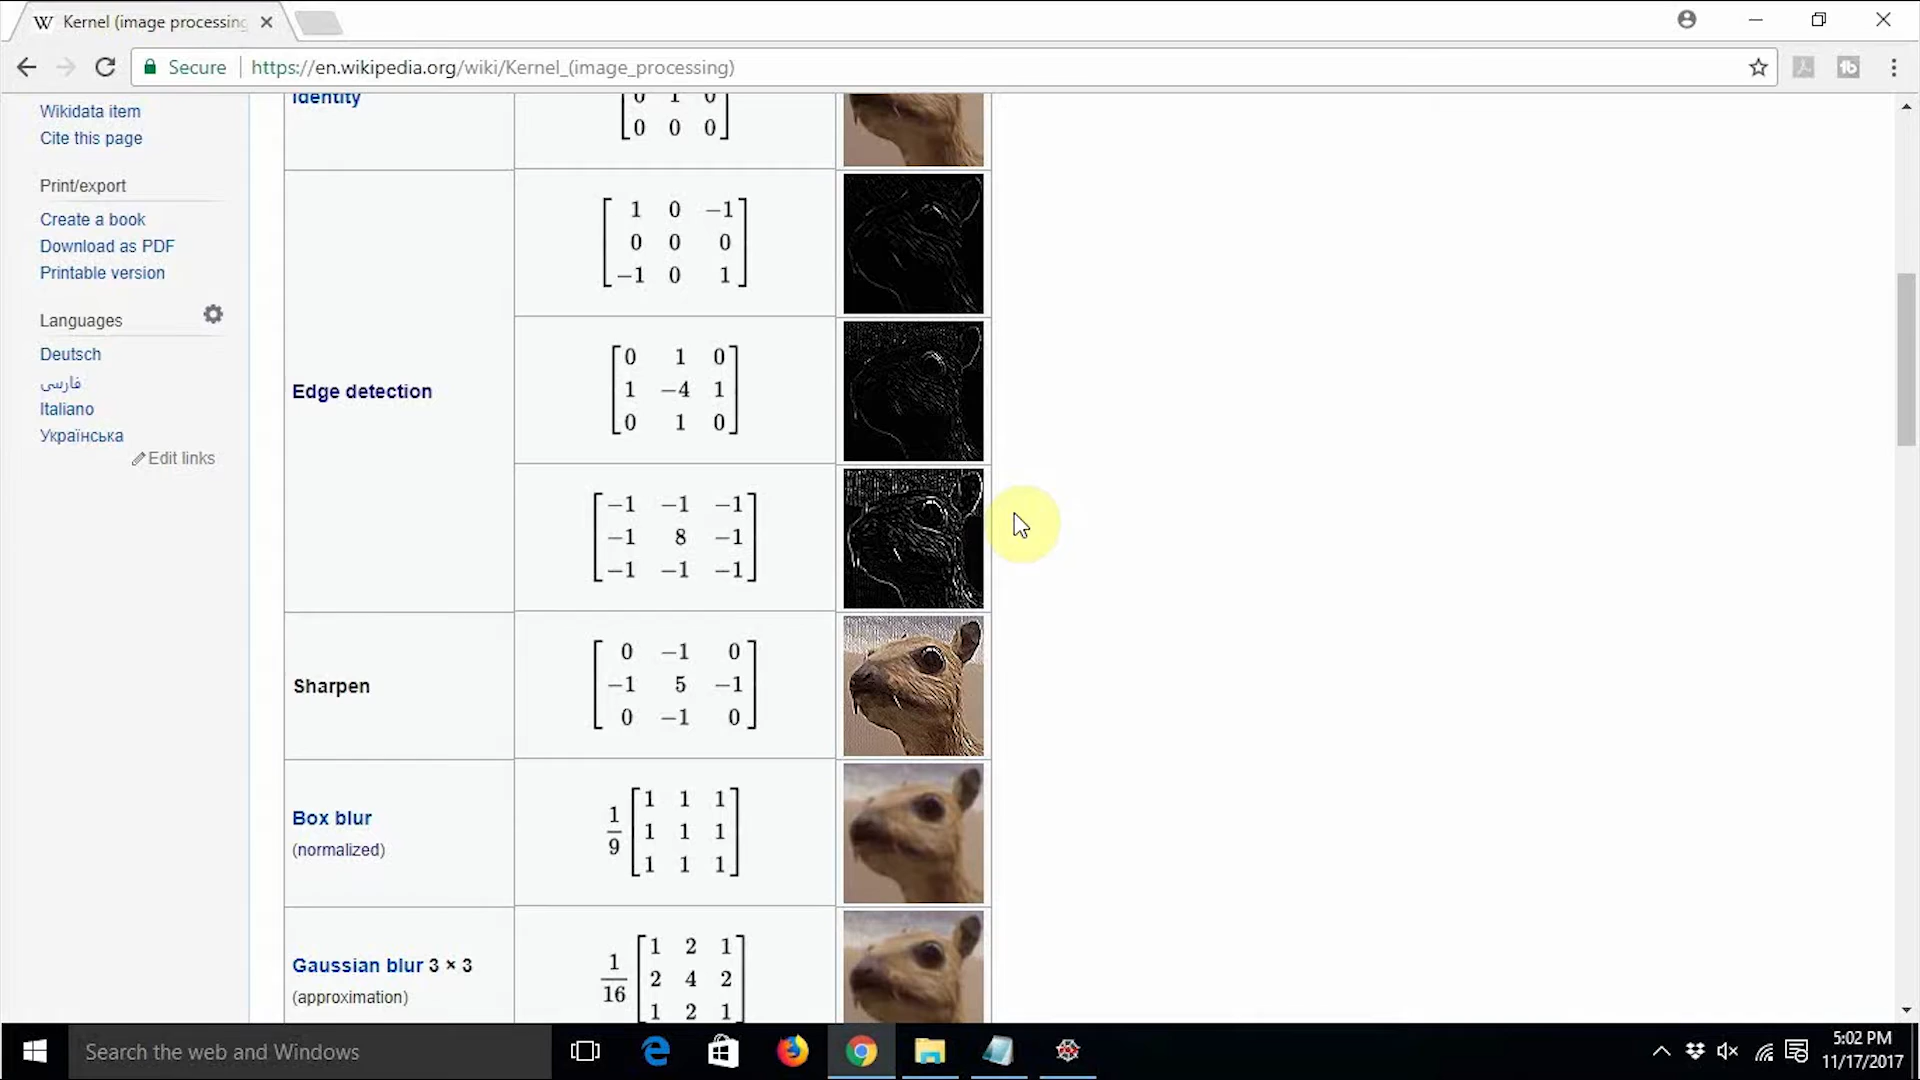 Kernel (image processing
Secure
https://en.wikipedia.org/wiki/Kernel_(image_processing)
Wikidata item
Cite this page
Print/export
Create a book
Download as PDF
Printable version
Languages
Deutsch
فارسی
Italiano
Українська
Edit links
Identity
0 1 0
0 0 0
Edge detection
1 0 −1
0 0 0
−1 0 1
0 1 0
1 −4 1
0 1 0
−1 −1 −1
−1 8 −1
−1 −1 −1
Sharpen
0 −1 0
−1 5 −1
0 −1 0
Box blur
(normalized)
1
9
1 1 1
1 1 1
1 1 1
Gaussian blur 3 × 3
(approximation)
1
16
1 2 1
2 4 2
1 2 1
Search the web and Windows
5:02 PM
11/17/2017